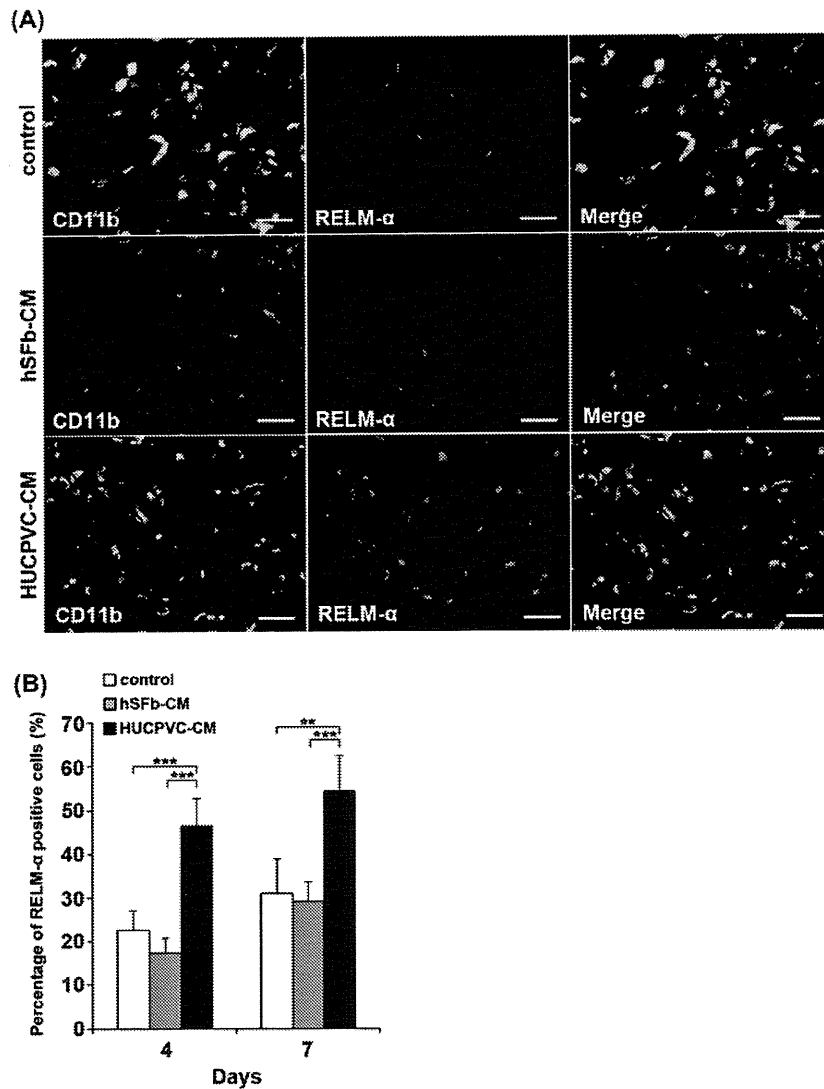 (A)
control
CD11b
RELM-α
Merge
hSFb-CM
CD11b
RELM-α
Merge
HUCPVC-CM
CD11b
RELM-α
Merge
(B)
control
hSFb-CM
HUCPVC-CM
Percentage of RELM-α positive cells (%)
70
60
50
40
30
20
10
0
***
***
**
***
4
7
Days